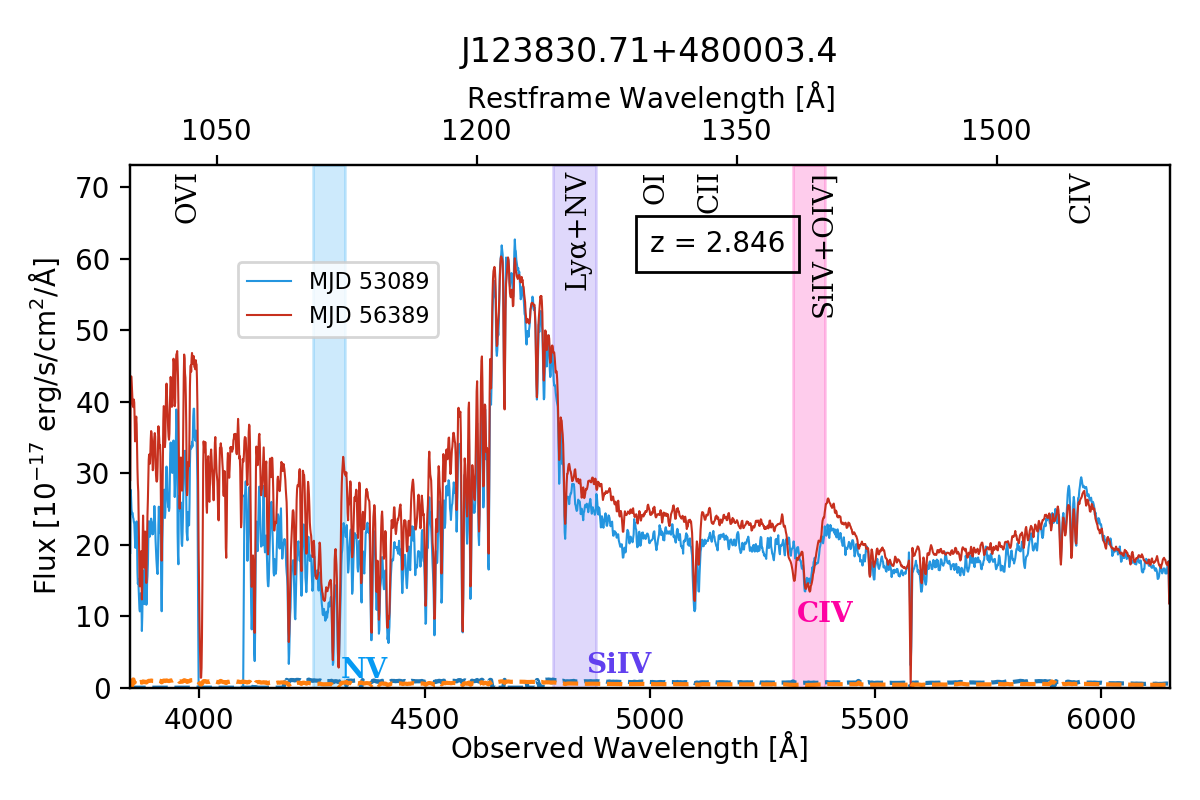 J123830.71+480003.4
Restframe Wavelength [Å]
1050 1200 1350 1500
70
60
50
40
30
20
10
0
Flux [10⁻¹⁷ erg/s/cm²/Å]
OVI
Lyα+NV
OI
CII
SiIV+OIV]
CIV
z = 2.846
MJD 53089
MJD 56389
CIV
SiIV
NV
4000 4500 5000 5500 6000
Observed Wavelength [Å]